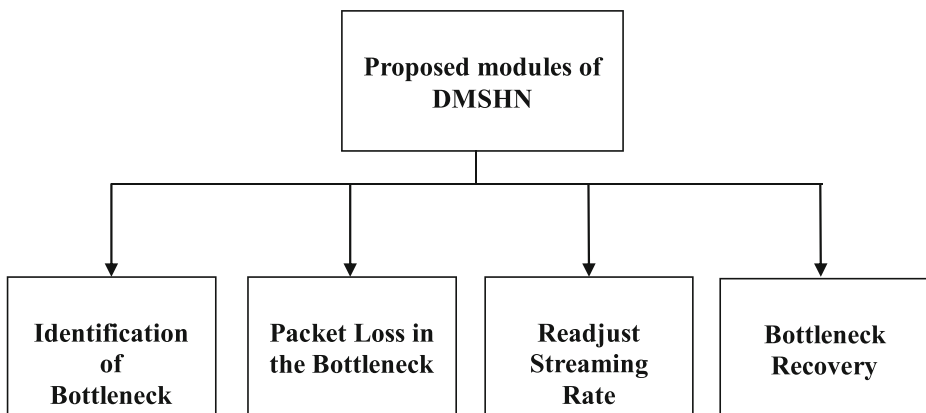 Proposed modules of
DMSHN
Identification
of
Bottleneck
Packet Loss in
the Bottleneck
Readjust
Streaming
Rate
Bottleneck
Recovery